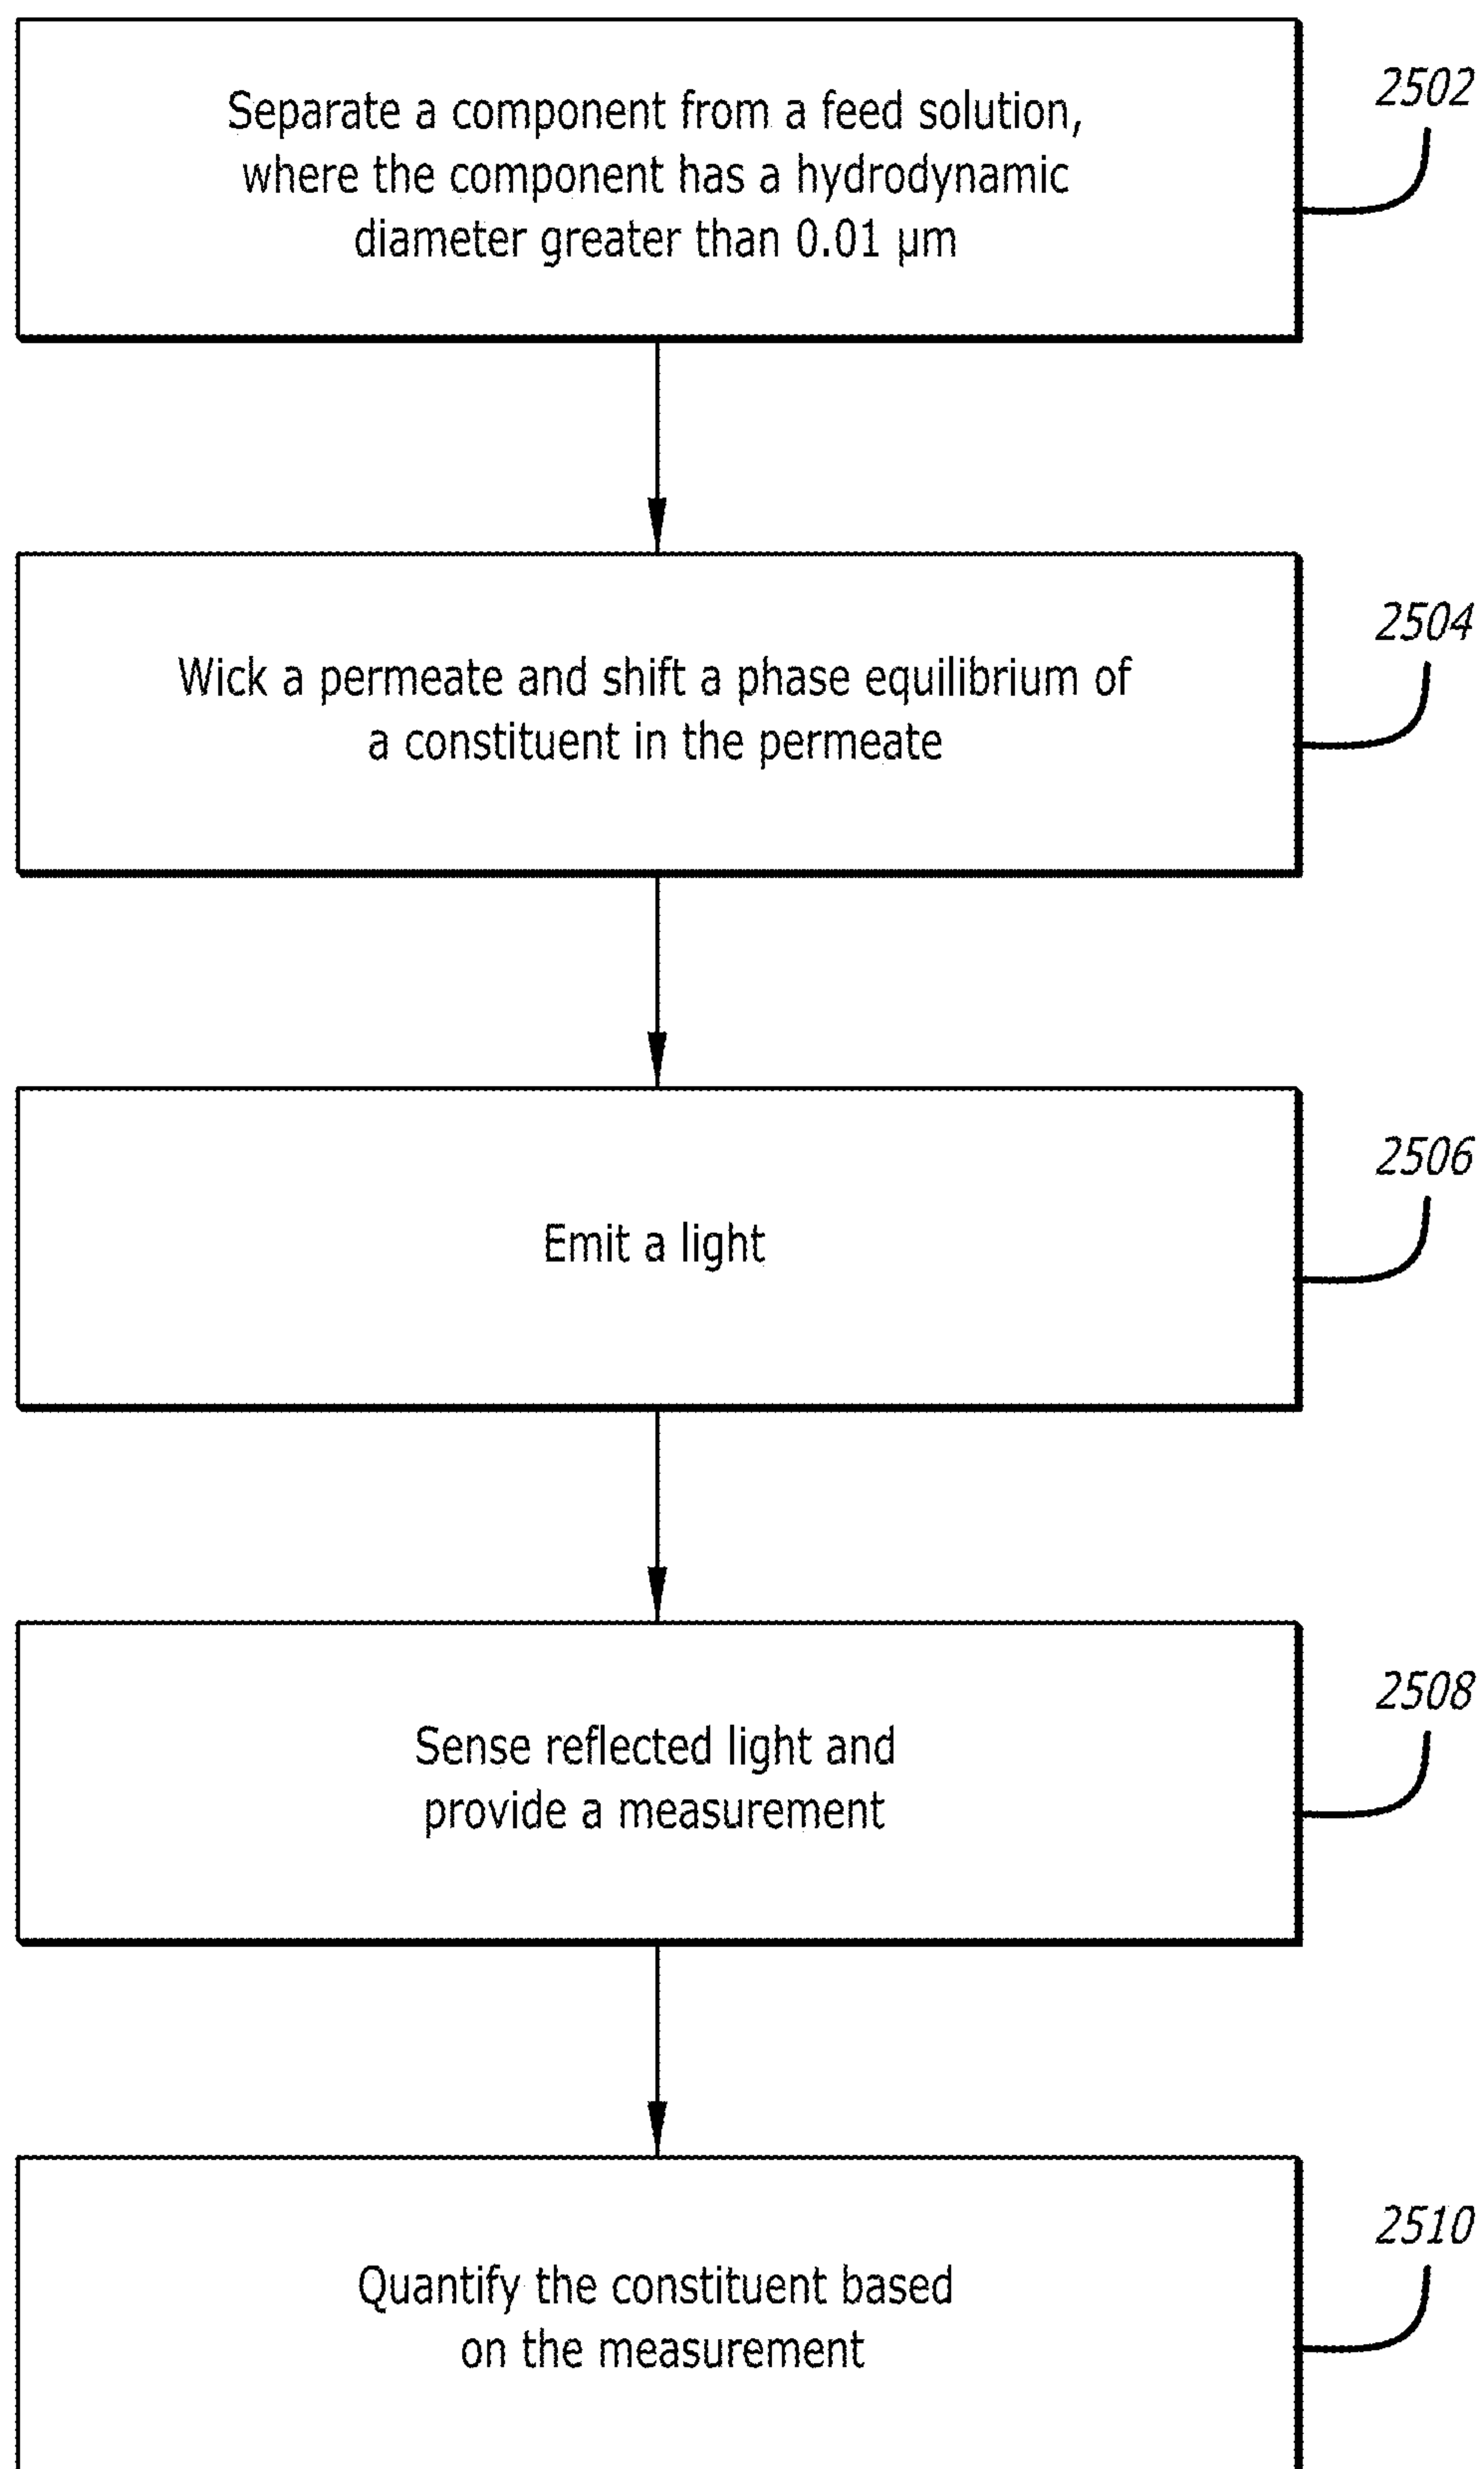 Separate a component from a feed solution,
where the component has a hydrodynamic
diameter greater than 0.01 µm
2502
Wick a permeate and shift a phase equilibrium of
a constituent in the permeate
2504
Emit a light
2506
Sense reflected light and
provide a measurement
2508
Quantify the constituent based
on the measurement
2510